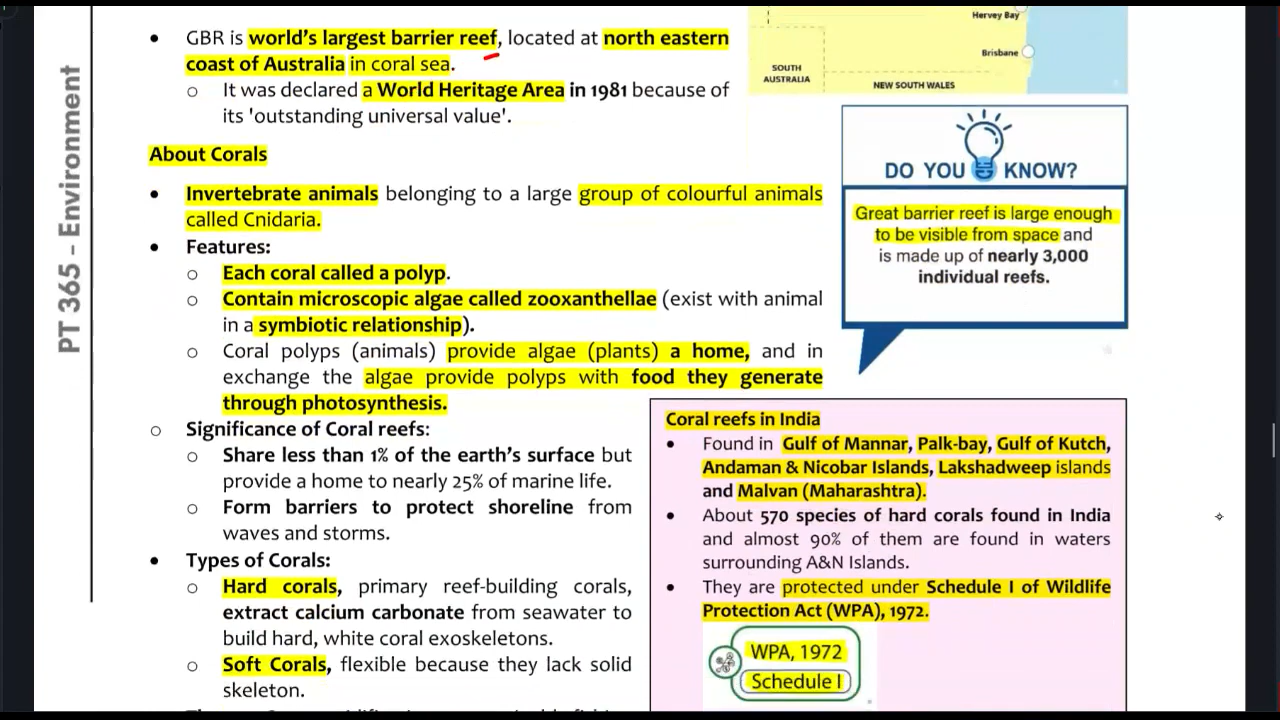 Hervey Bay
Brisbane
SOUTH
AUSTRALIA
NEW SOUTH WALES
PT 365 – Environment
• GBR is world's largest barrier reef, located at north eastern
coast of Australia in coral sea.
o It was declared a World Heritage Area in 1981 because of
its 'outstanding universal value'.
About Corals
• Invertebrate animals belonging to a large group of colourful animals
called Cnidaria.
• Features:
o Each coral called a polyp.
o Contain microscopic algae called zooxanthellae (exist with animal
in a symbiotic relationship).
o Coral polyps (animals) provide algae (plants) a home, and in
exchange the algae provide polyps with food they generate
through photosynthesis.
o Significance of Coral reefs:
o Share less than 1% of the earth's surface but
provide a home to nearly 25% of marine life.
o Form barriers to protect shoreline from
waves and storms.
• Types of Corals:
o Hard corals, primary reef-building corals,
extract calcium carbonate from seawater to
build hard, white coral exoskeletons.
o Soft Corals, flexible because they lack solid
skeleton.
DO YOU KNOW?
Great barrier reef is large enough
to be visible from space and
is made up of nearly 3,000
individual reefs.
Coral reefs in India
• Found in Gulf of Mannar, Palk-bay, Gulf of Kutch,
Andaman & Nicobar Islands, Lakshadweep islands
and Malvan (Maharashtra).
• About 570 species of hard corals found in India
and almost 90% of them are found in waters
surrounding A&N Islands.
• They are protected under Schedule I of Wildlife
Protection Act (WPA), 1972.
WPA, 1972
Schedule I